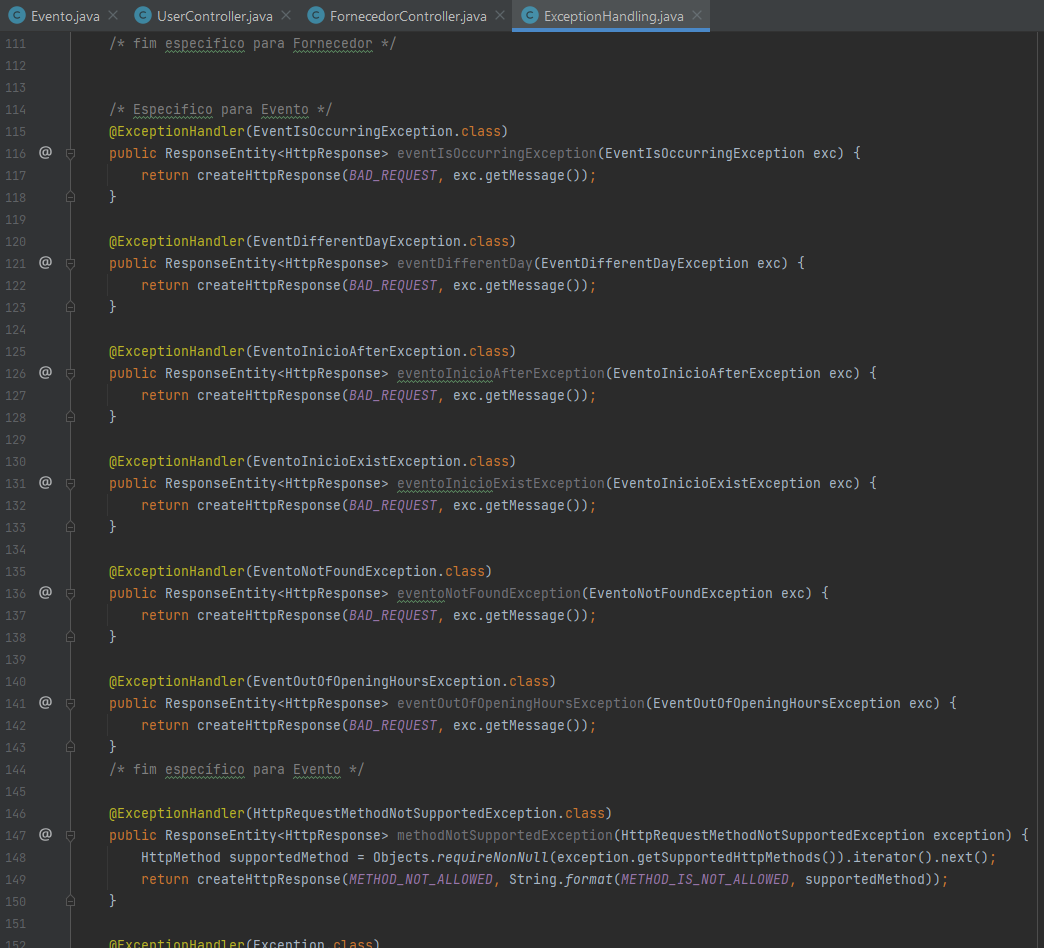 Evento.java UserController.java FornecedorController.java ExceptionHandling.java
111 /* fim especifico para Fornecedor */
112
113
114 /* Especifico para Evento */
115 @ExceptionHandler(EventIsOccurringException.class)
116 @ public ResponseEntity<HttpResponse> eventIsOccurringException(EventIsOccurringException exc) {
117 return createHttpResponse(BAD_REQUEST, exc.getMessage());
118 }
119
120 @ExceptionHandler(EventDifferentDayException.class)
121 @ public ResponseEntity<HttpResponse> eventDifferentDay(EventDifferentDayException exc) {
122 return createHttpResponse(BAD_REQUEST, exc.getMessage());
123 }
124
125 @ExceptionHandler(EventoInicioAfterException.class)
126 @ public ResponseEntity<HttpResponse> eventoInicioAfterException(EventoInicioAfterException exc) {
127 return createHttpResponse(BAD_REQUEST, exc.getMessage());
128 }
129
130 @ExceptionHandler(EventoInicioExistException.class)
131 @ public ResponseEntity<HttpResponse> eventoInicioExistException(EventoInicioExistException exc) {
132 return createHttpResponse(BAD_REQUEST, exc.getMessage());
133 }
134
135 @ExceptionHandler(EventoNotFoundException.class)
136 @ public ResponseEntity<HttpResponse> eventoNotFoundException(EventoNotFoundException exc) {
137 return createHttpResponse(BAD_REQUEST, exc.getMessage());
138 }
139
140 @ExceptionHandler(EventOutOfOpeningHoursException.class)
141 @ public ResponseEntity<HttpResponse> eventOutOfOpeningHoursException(EventOutOfOpeningHoursException exc) {
142 return createHttpResponse(BAD_REQUEST, exc.getMessage());
143 }
144 /* fim especifico para Evento */
145
146 @ExceptionHandler(HttpRequestMethodNotSupportedException.class)
147 @ public ResponseEntity<HttpResponse> methodNotSupportedException(HttpRequestMethodNotSupportedException exception) {
148 HttpMethod supportedMethod = Objects.requireNonNull(exception.getSupportedHttpMethods()).iterator().next();
149 return createHttpResponse(METHOD_NOT_ALLOWED, String.format(METHOD_IS_NOT_ALLOWED, supportedMethod));
150 }
151
152 @ExceptionHandler(Exception.class)